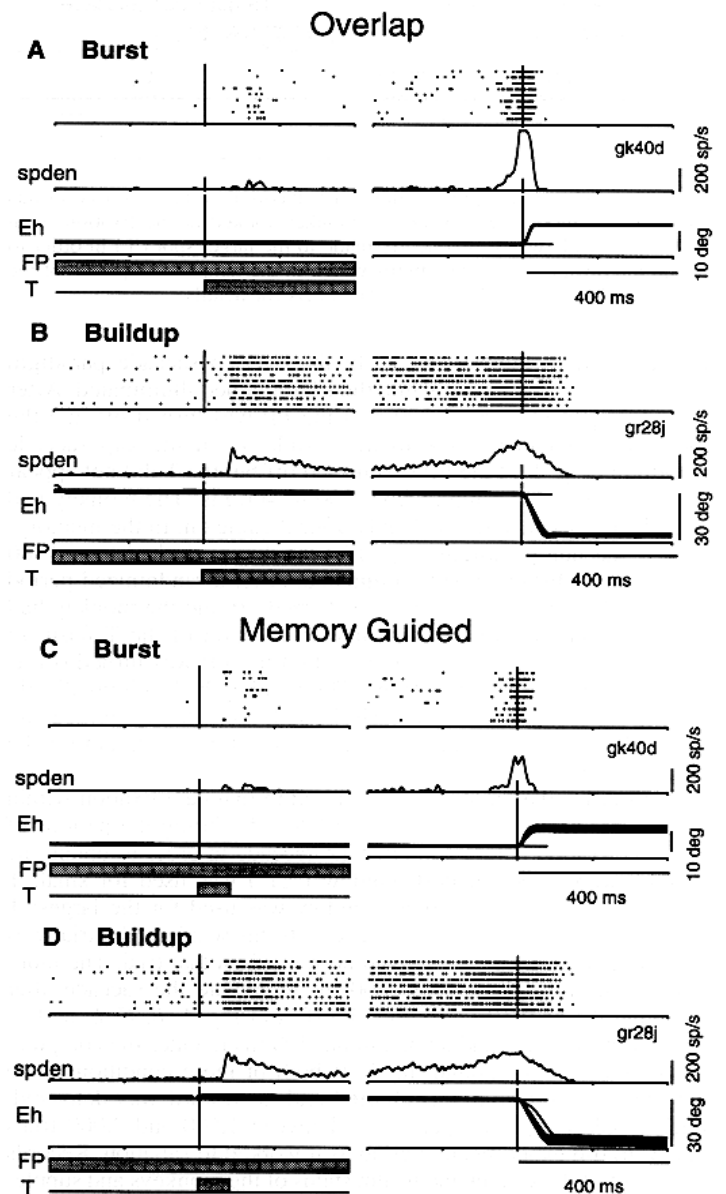 Overlap
A Burst
gk40d
200 sp/s
spden
Eh
10 deg
FP
T
400 ms
B Buildup
gr28j
200 sp/s
spden
Eh
30 deg
FP
T
400 ms
Memory Guided
C Burst
gk40d
200 sp/s
spden
Eh
10 deg
FP
T
400 ms
D Buildup
gr28j
200 sp/s
spden
Eh
30 deg
FP
T
400 ms